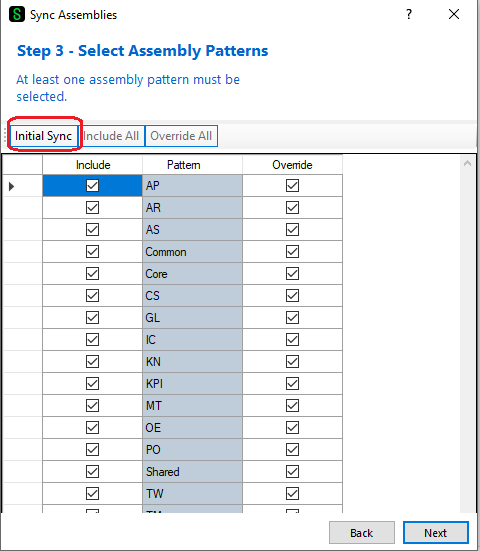 S Sync Assemblies ? ×
Step 3 - Select Assembly Patterns
At least one assembly pattern must be
selected.
Initial Sync Include All Override All
Include Pattern Override
AP
AR
AS
Common
Core
CS
GL
IC
KN
KPI
MT
OE
PO
Shared
TW
TM
Back Next